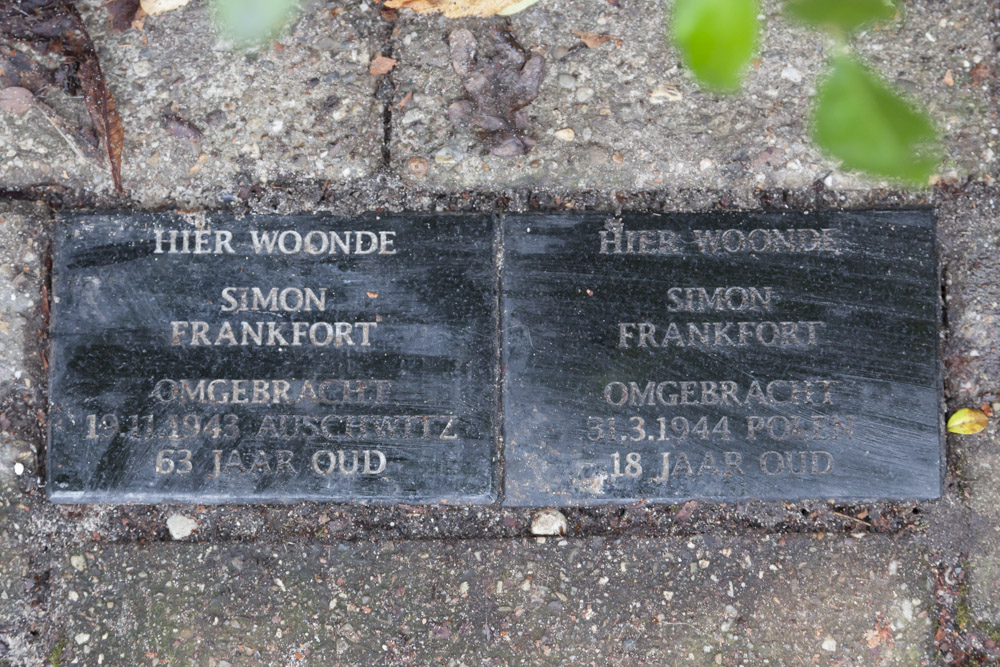 HIER WOONDE
SIMON
FRANKFORT
OMGEBRACHT
19.11.1943 AUSCHWITZ
63 JAAR OUD
HIER WOONDE
SIMON
FRANKFORT
OMGEBRACHT
31.3.1944 POLEN
18 JAAR OUD